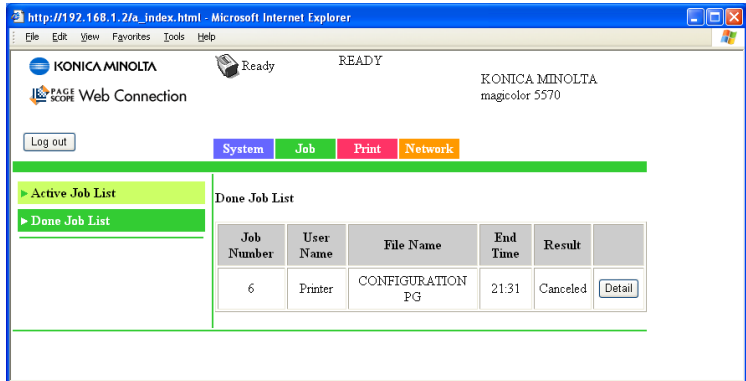 http://192.168.1.2/a_index.html - Microsoft Internet Explorer
File Edit View Favorites Tools Help
KONICA MINOLTA
Ready
READY
KONICA MINOLTA
magicolor 5570
PAGE SCOPE Web Connection
Log out
System Job Print Network
Active Job List
Done Job List
Done Job List
Job Number User Name File Name End Time Result
6 Printer CONFIGURATION PG 21:31 Canceled Detail